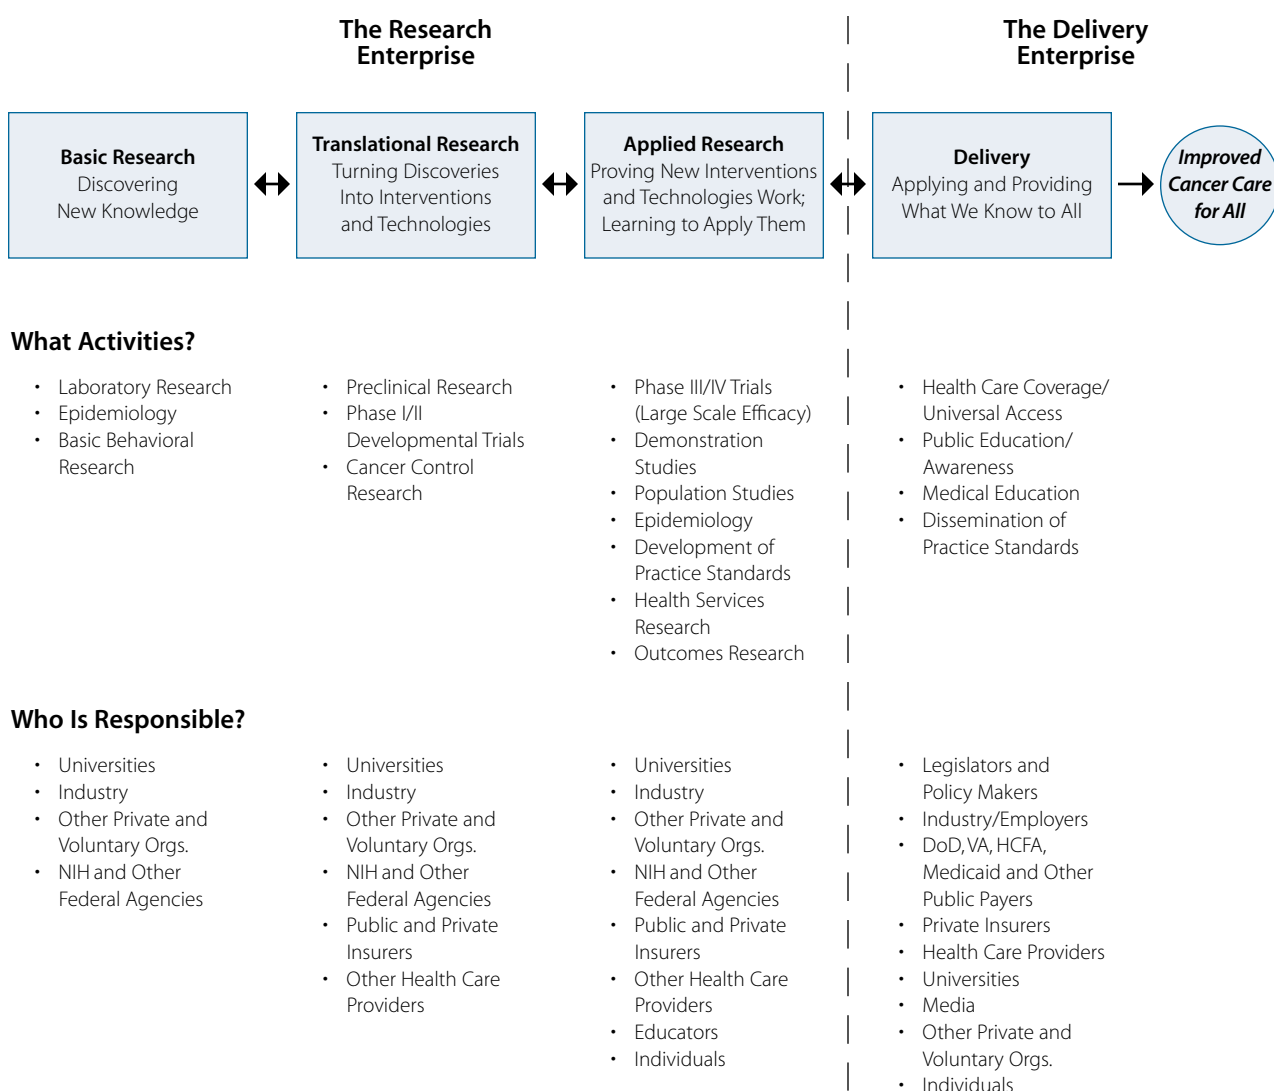 The Research
Enterprise
The Delivery
Enterprise
Basic Research
Discovering
New Knowledge
Translational Research
Turning Discoveries
Into Interventions
and Technologies
Applied Research
Proving New Interventions
and Technologies Work;
Learning to Apply Them
Delivery
Applying and Providing
What We Know to All
Improved
Cancer Care
for All
What Activities?
• Laboratory Research
• Epidemiology
• Basic Behavioral
Research
• Preclinical Research
• Phase I/II
Developmental Trials
• Cancer Control
Research
• Phase III/IV Trials
(Large Scale Efficacy)
• Demonstration
Studies
• Population Studies
• Epidemiology
• Development of
Practice Standards
• Health Services
Research
• Outcomes Research
• Health Care Coverage/
Universal Access
• Public Education/
Awareness
• Medical Education
• Dissemination of
Practice Standards
Who Is Responsible?
• Universities
• Industry
• Other Private and
Voluntary Orgs.
• NIH and Other
Federal Agencies
• Universities
• Industry
• Other Private and
Voluntary Orgs.
• NIH and Other
Federal Agencies
• Public and Private
Insurers
• Other Health Care
Providers
• Universities
• Industry
• Other Private and
Voluntary Orgs.
• NIH and Other
Federal Agencies
• Public and Private
Insurers
• Other Health Care
Providers
• Educators
• Individuals
• Legislators and
Policy Makers
• Industry/Employers
• DoD, VA, HCFA,
Medicaid and Other
Public Payers
• Private Insurers
• Health Care Providers
• Universities
• Media
• Other Private and
Voluntary Orgs.
• Individuals